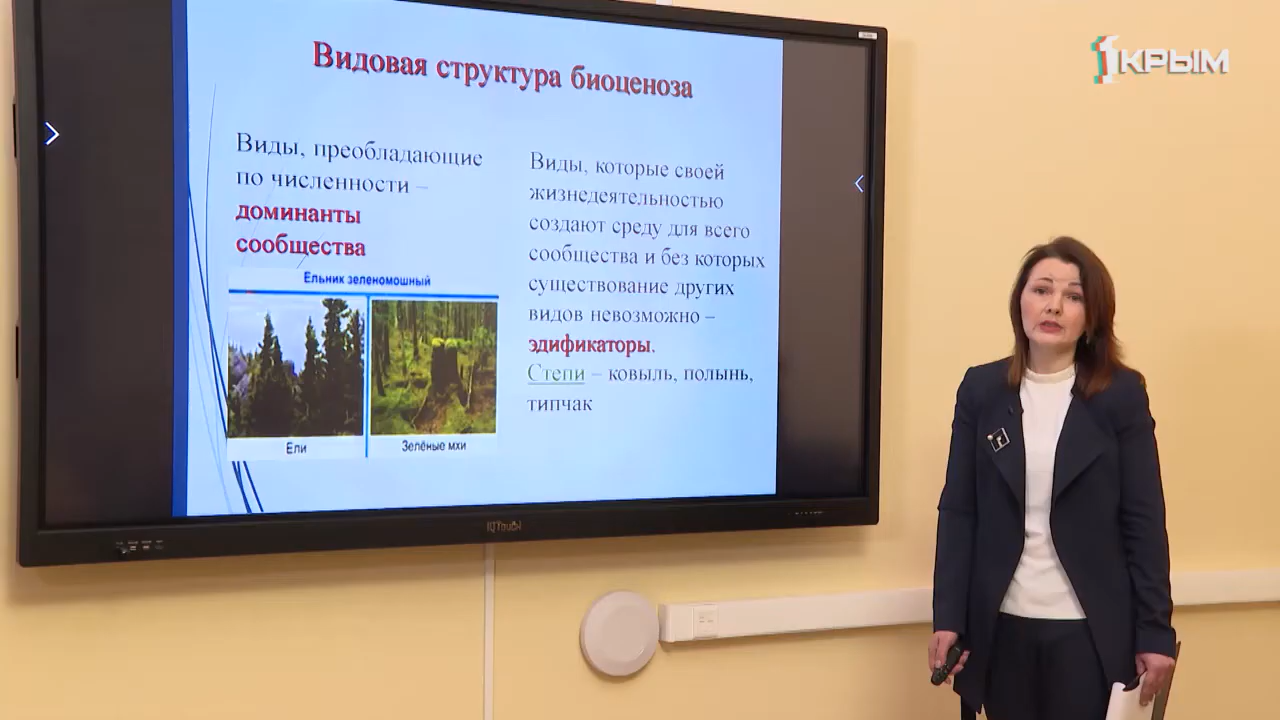 Видовая структура биоценоза
Виды, преобладающие
по численности –
доминанты
сообщества
Ельник зеленомошный
Ели
Зелёные мхи
Виды, которые своей
жизнедеятельностью
создают среду для всего
сообщества и без которых
существование других
видов невозможно –
эдификаторы.
Степи – ковыль, полынь,
типчак
1КРЫМ